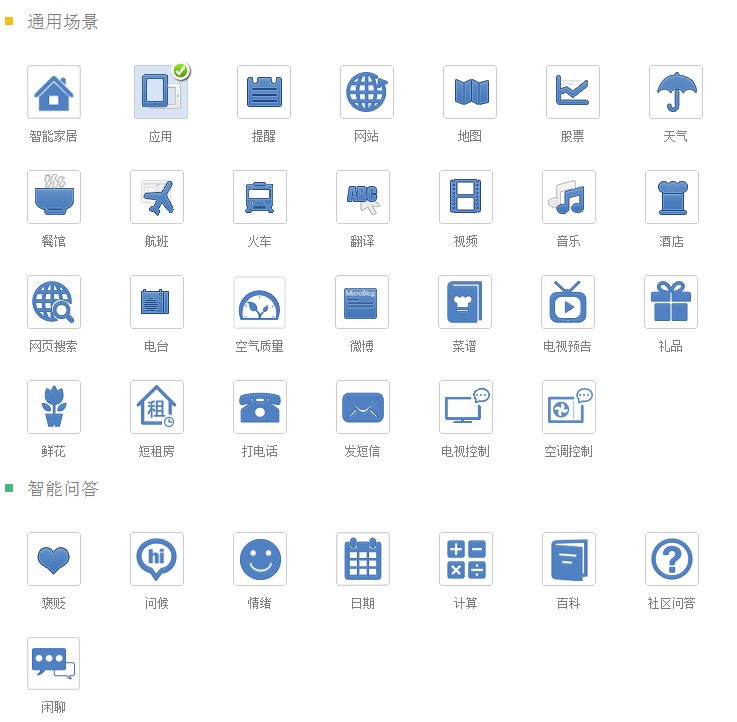 通用场景
智能家居 应用 提醒 网站 地图 股票 天气
ABC
餐馆 航班 火车 翻译 视频 音乐 酒店
MicroBlog
网页搜索 电台 空气质量 微博 菜谱 电视预告 礼品
租
鲜花 短租房 打电话 发短信 电视控制 空调控制
智能问答
hi
褒贬 问候 情绪 日期 计算 百科 社区问答
闲聊